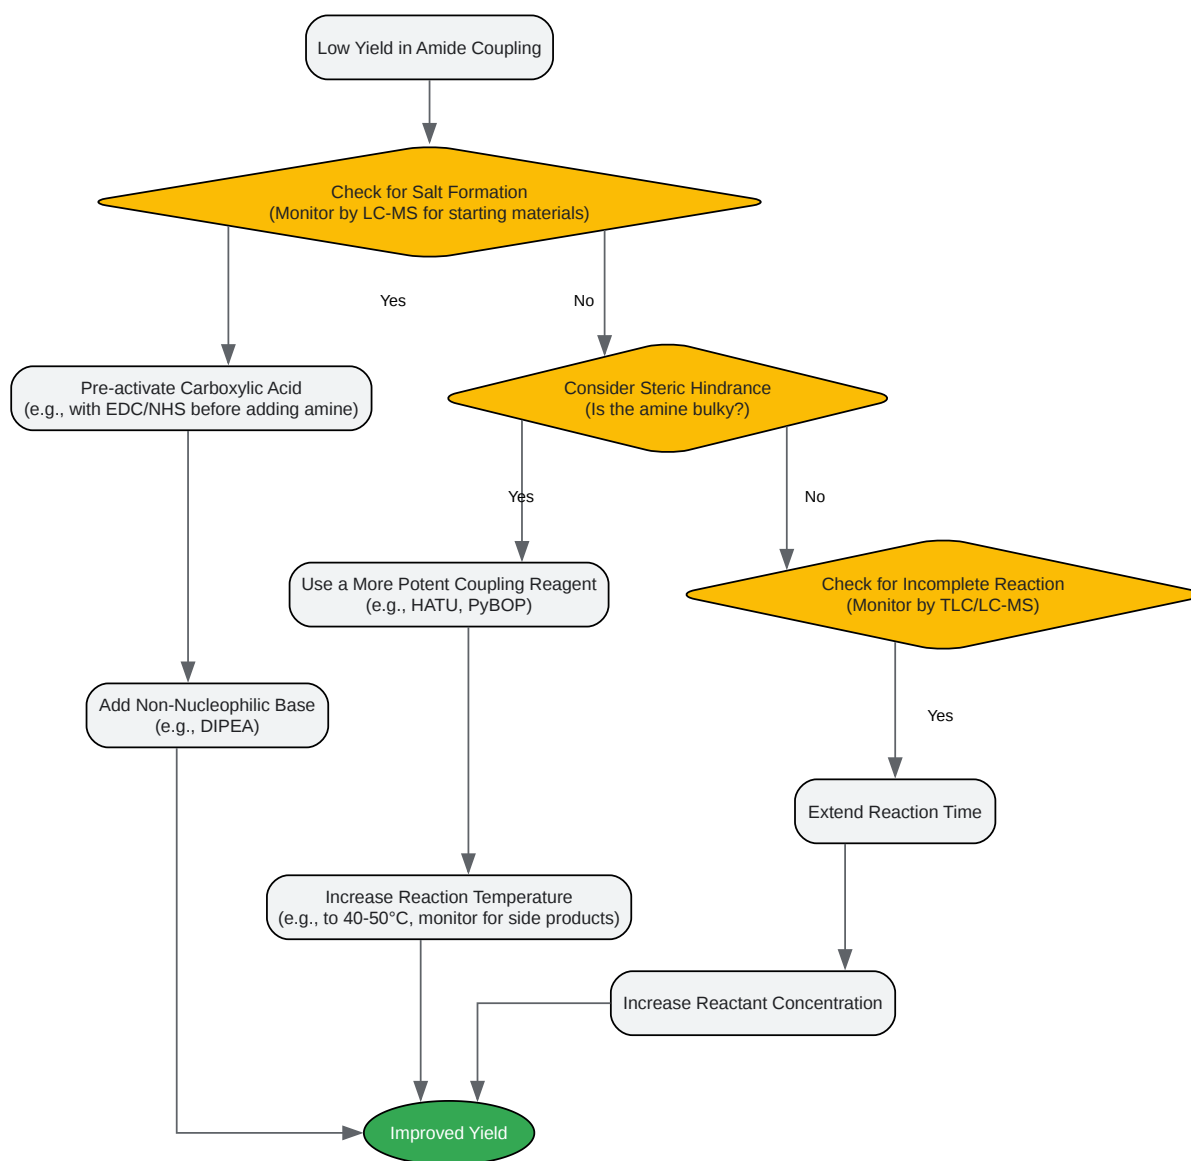 Low Yield in Amide Coupling
Check for Salt Formation
(Monitor by LC-MS for starting materials)
Yes
No
Pre-activate Carboxylic Acid
(e.g., with EDC/NHS before adding amine)
Consider Steric Hindrance
(Is the amine bulky?)
Yes
No
Use a More Potent Coupling Reagent
(e.g., HATU, PyBOP)
Check for Incomplete Reaction
(Monitor by TLC/LC-MS)
Add Non-Nucleophilic Base
(e.g., DIPEA)
Yes
Extend Reaction Time
Increase Reaction Temperature
(e.g., to 40-50°C, monitor for side products)
Increase Reactant Concentration
Improved Yield